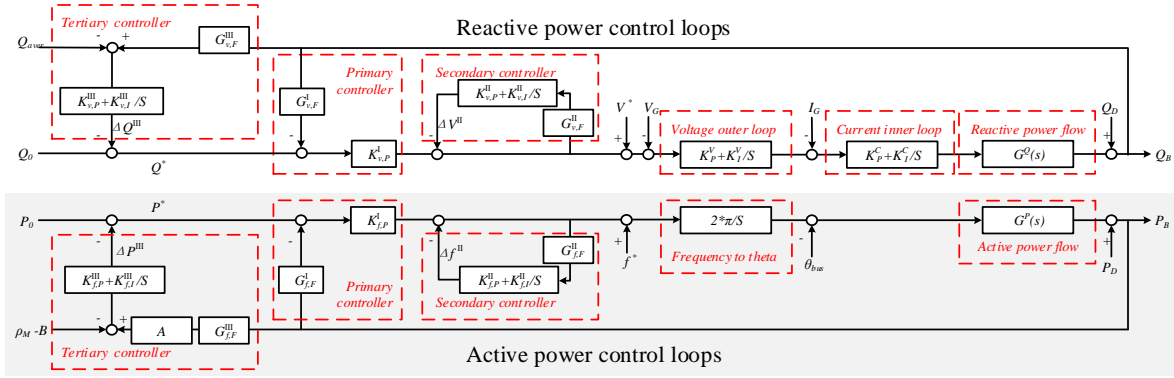 Reactive power control loops
Tertiary controller
Q_aver
-
+
G^III_v,F
K^III_v,P+K^III_v,I/S
ΔQ^III
-
Q_0
Q^*
Primary
controller
G^I_v,F
-
K^I_v,P
Secondary controller
K^II_v,P+K^II_v,I/S
ΔV^II
G^II_v,F
-
V^*
V_G
+
-
Voltage outer loop
K^V_P+K^V_I/S
I_G
-
Current inner loop
K^C_P+K^C_I/S
Reactive power flow
G^Q(s)
Q_D
+
Q_B
P_0
P^*
-
ΔP^III
K^III_f,P+K^III_f,I/S
-
+
ρ_M -B
A
G^III_f,F
Tertiary controller
K^I_f,P
-
G^I_f,F
Primary
controller
-
Δf^II
G^II_f,F
K^II_f,P+K^II_f,I/S
Secondary controller
+
f^*
2*π/S
Frequency to theta
-
θ_bus
G^P(s)
Active power flow
+
P_D
P_B
Active power control loops